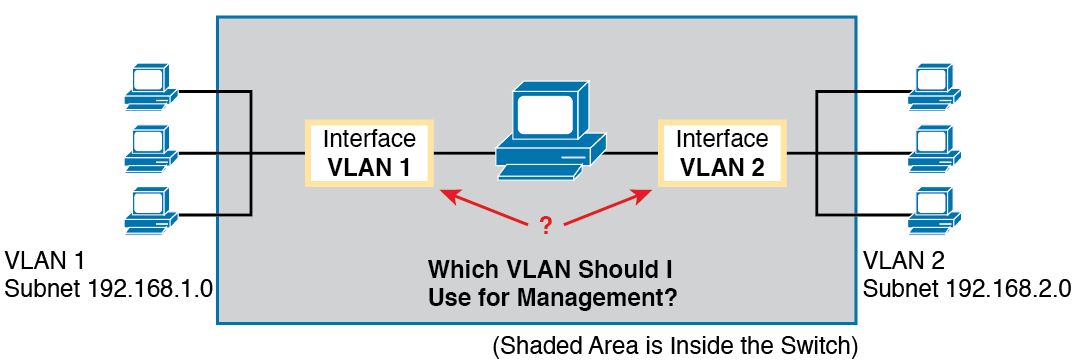 Interface
VLAN 1
Interface
VLAN 2
?
VLAN 1
Subnet 192.168.1.0
Which VLAN Should I
Use for Management?
VLAN 2
Subnet 192.168.2.0
(Shaded Area is Inside the Switch)